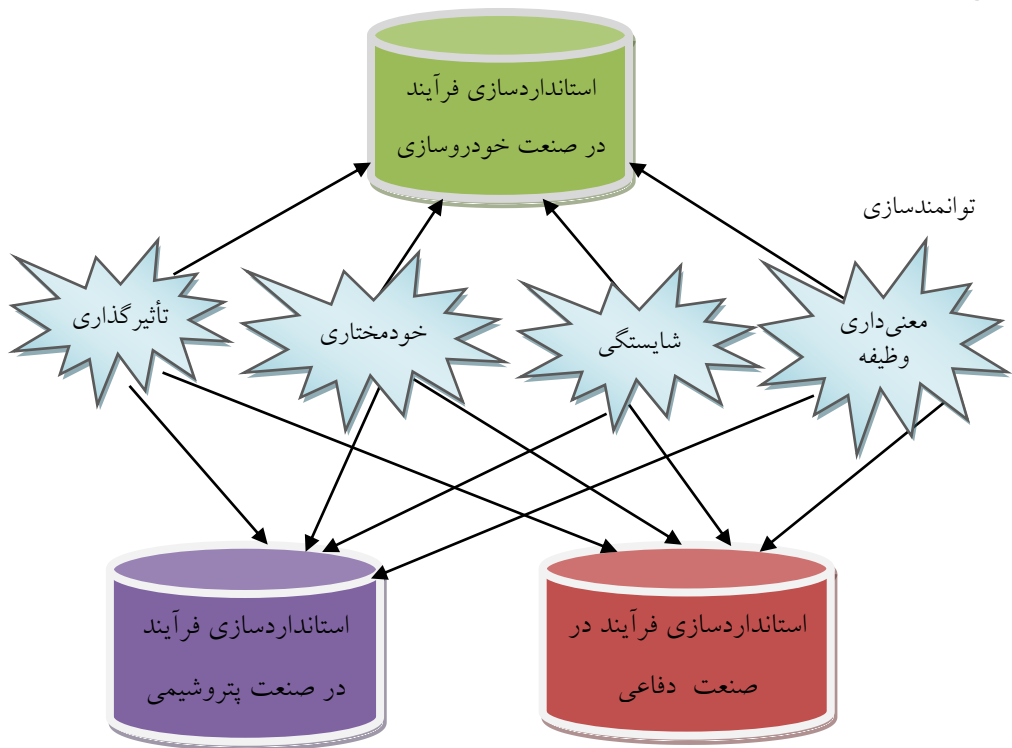 استانداردسازی فرآیند
در صنعت خودروسازی
توانمندسازی
معنی‌داری
وظیفه
شایستگی
خودمختاری
تأثیرگذاری
استانداردسازی فرآیند در
صنعت دفاعی
استانداردسازی فرآیند
در صنعت پتروشیمی